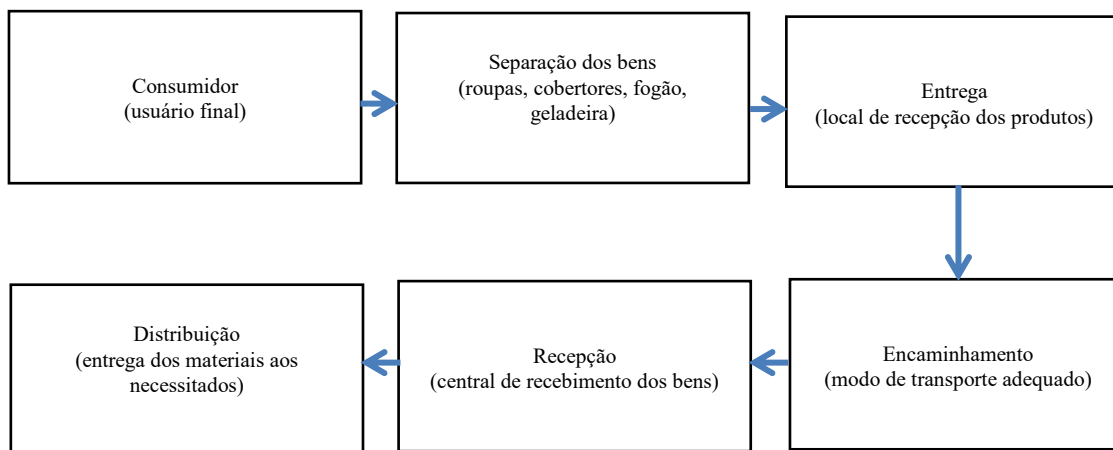 Consumidor
(usuário final)
Separação dos bens
(roupas, cobertores, fogão,
geladeira)
Entrega
(local de recepção dos produtos)
Encaminhamento
(modo de transporte adequado)
Recepção
(central de recebimento dos bens)
Distribuição
(entrega dos materiais aos
necessitados)